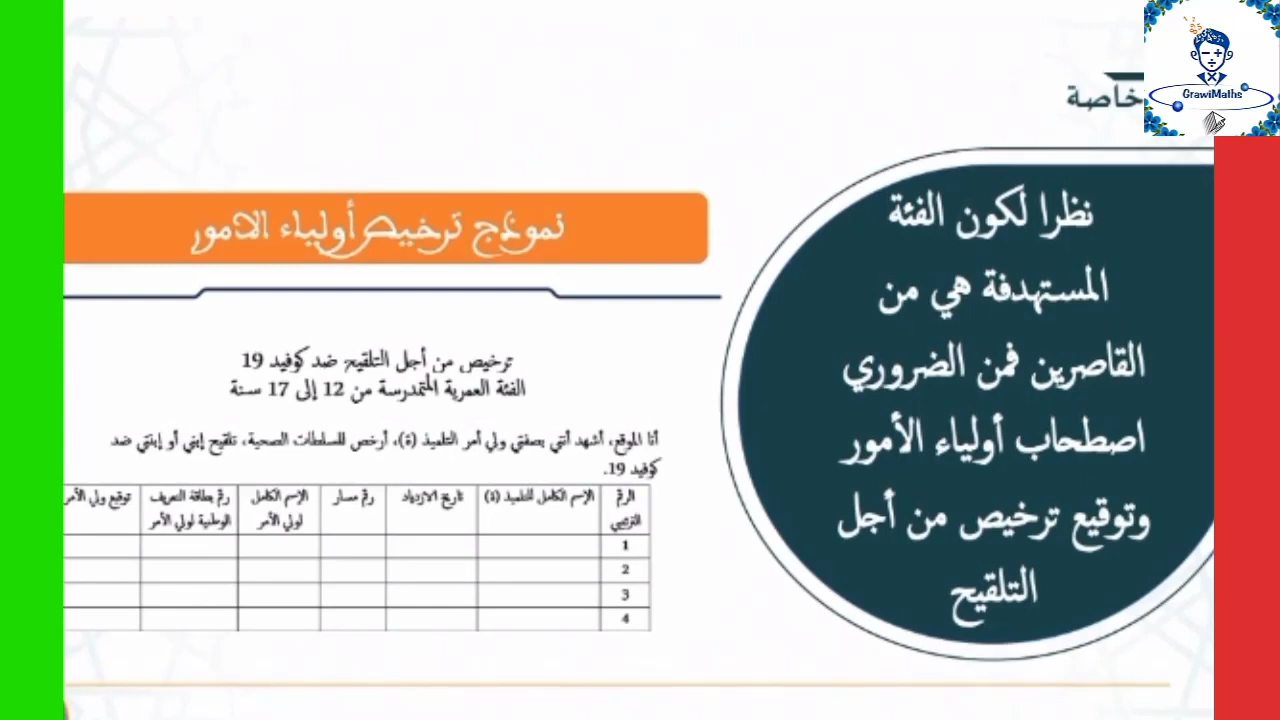 GrawiMaths
خاصة
نظرا لكون الفئة
المستهدفة هي من
القاصرين فمن الضروري
اصطحاب أولياء الأمور
وتوقيع ترخيص من أجل
التلقيح
نموذج ترخيص أولياء الامور
ترخيص من أجل التلقيح ضد كوفيد 19
الفئة العمرية المتمدرسة من 12 إلى 17 سنة
أنا الموقع، أشهد أنني بصفتي ولي أمر التلميذ (ة)، أرخص للسلطات الصحية، تلقيح إبني أو إبنتي ضد
كوفيد 19.
الرقم الترتيبي الإسم الكامل للتلميذ (ة) تاريخ الازدياد رقم مسار الإسم الكامل لولي الأمر رقم بطاقة التعريف الوطنية لولي الأمر توقيع ولي الأمر
1
2
3
4